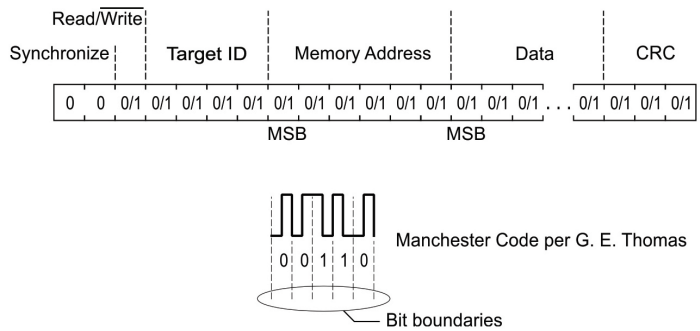 Read/Write
Synchronize Target ID Memory Address Data CRC
0 0 0/1 0/1 0/1 0/1 0/1 0/1 0/1 0/1 0/1 0/1 0/1 0/1 0/1 0/1 . . . 0/1 0/1 0/1 0/1
MSB MSB
Manchester Code per G. E. Thomas
0 0 1 1 0
Bit boundaries